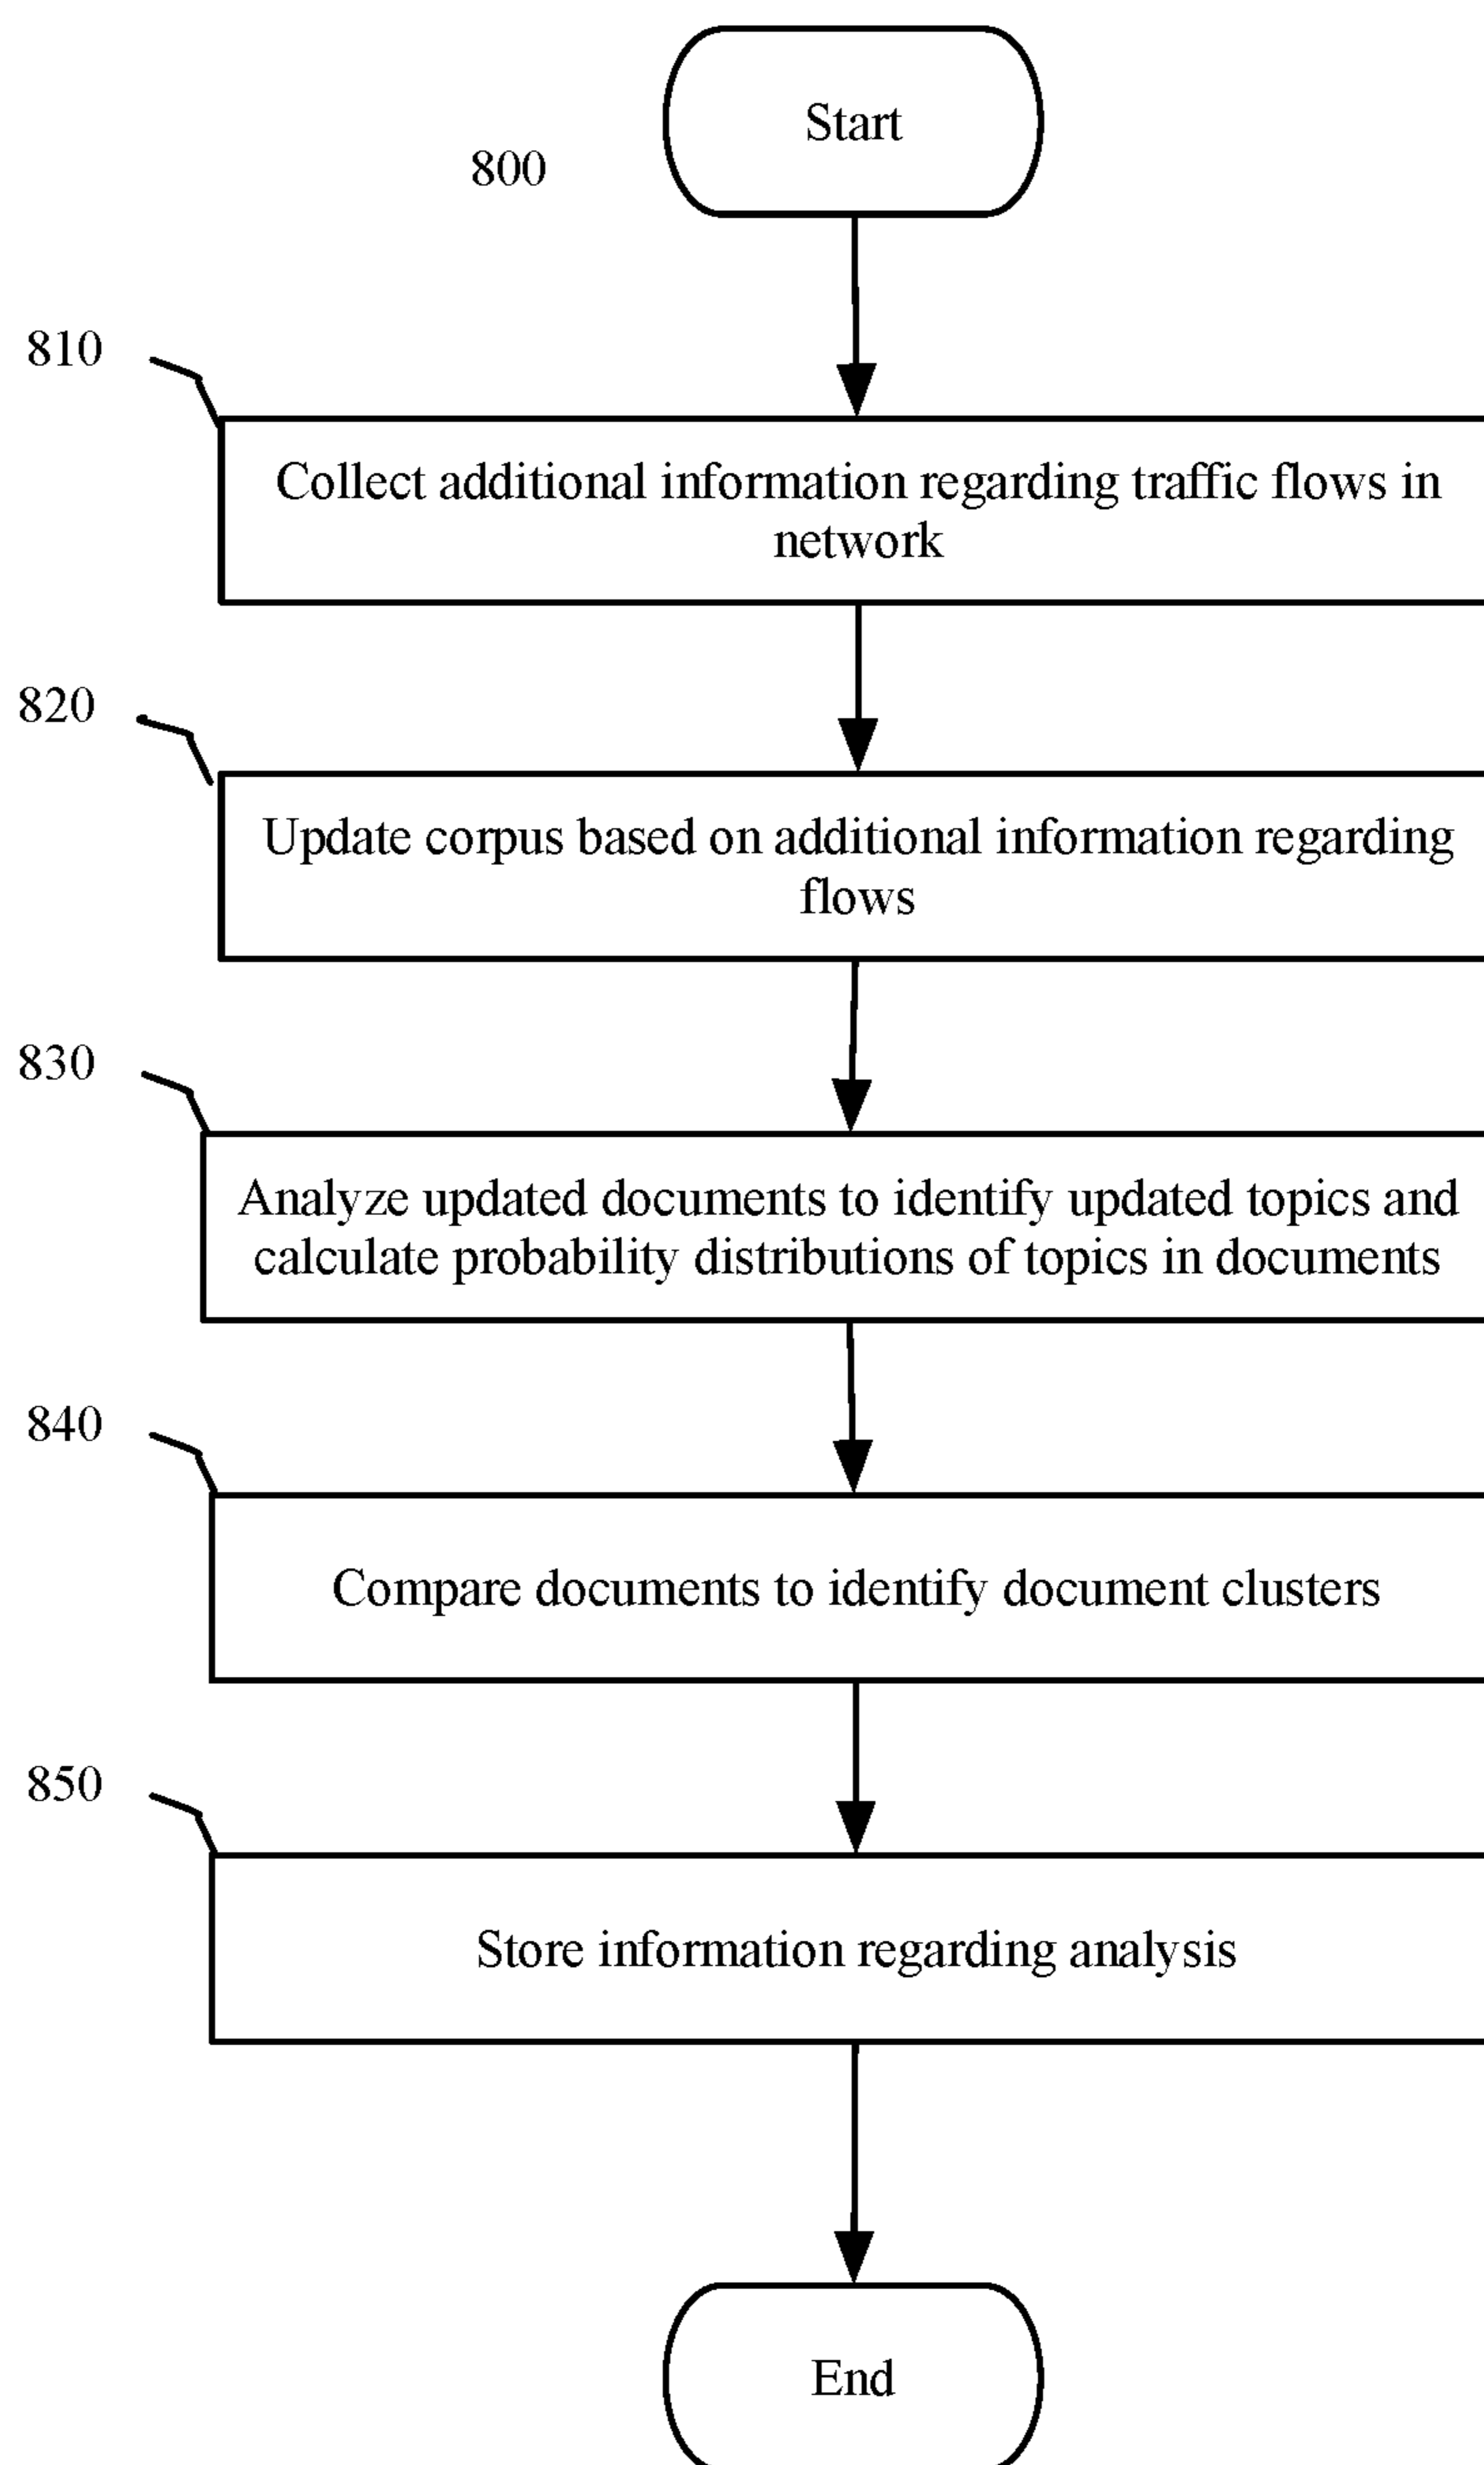 Start
800
810
Collect additional information regarding traffic flows in
network
820
Update corpus based on additional information regarding
flows
830
Analyze updated documents to identify updated topics and
calculate probability distributions of topics in documents
840
Compare documents to identify document clusters
850
Store information regarding analysis
End